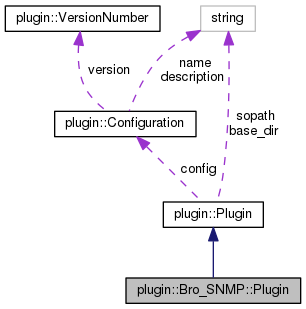 plugin::VersionNumber
string
version
name
description
plugin::Configuration
sopath
base_dir
config
plugin::Plugin
plugin::Bro_SNMP::Plugin